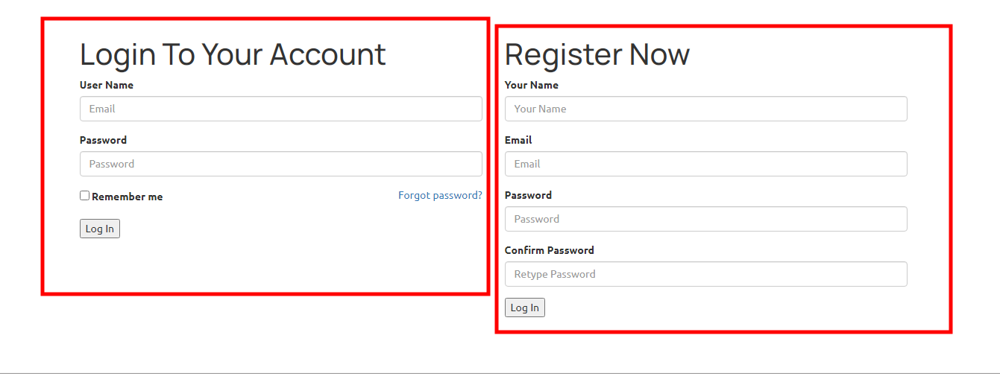 Login To Your Account
User Name
Email
Password
Password
Remember me
Forgot password?
Log In
Register Now
Your Name
Your Name
Email
Email
Password
Password
Confirm Password
Retype Password
Log In